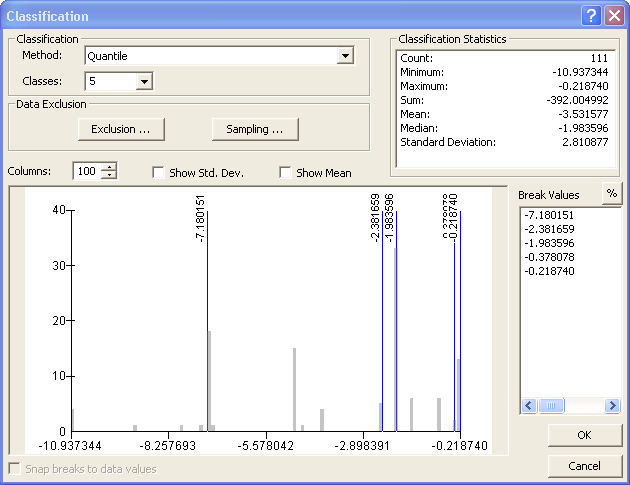 Classification
Classification
Method: Quantile
Classes: 5
Data Exclusion
Exclusion ...
Sampling ...
Classification Statistics
Count: 111
Minimum: -10.937344
Maximum: -0.218740
Sum: -392.004992
Mean: -3.531577
Median: -1.983596
Standard Deviation: 2.810877
Columns: 100
Show Std. Dev.
Show Mean
Break Values
%
-7.180151
-2.381659
-1.983596
-0.378078
-0.218740
-7.180151
-2.381659
-1.983596
-0.378078
-0.218740
40
30
20
10
0
-10.937344 -8.257693 -5.578042 -2.898391 -0.218740
Snap breaks to data values
OK
Cancel